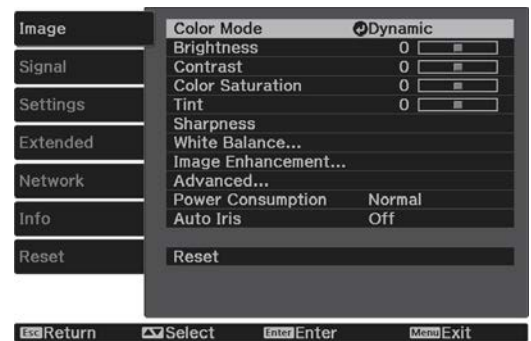 Image
Signal
Settings
Extended
Network
Info
Reset
Color Mode Dynamic
Brightness 0
Contrast 0
Color Saturation 0
Tint 0
Sharpness
White Balance...
Image Enhancement...
Advanced...
Power Consumption Normal
Auto Iris Off
Reset
Esc Return Select Enter Enter Menu Exit